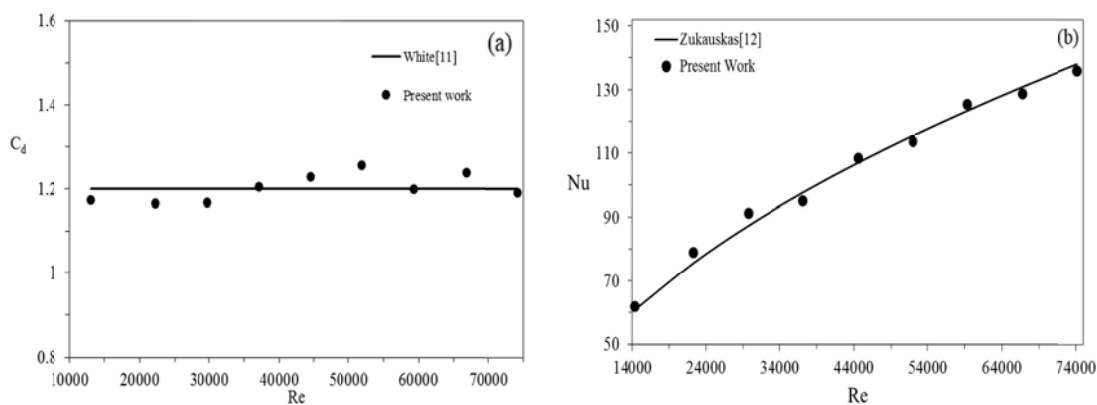 1.6
(a)
White[11]
1.4
Present work
Cd
1.2
1
0.8
10000 20000 30000 40000 50000 60000 70000
Re
150
(b)
Zukauskas[12]
Present Work
130
110
Nu
90
70
50
14000 24000 34000 44000 54000 64000 74000
Re